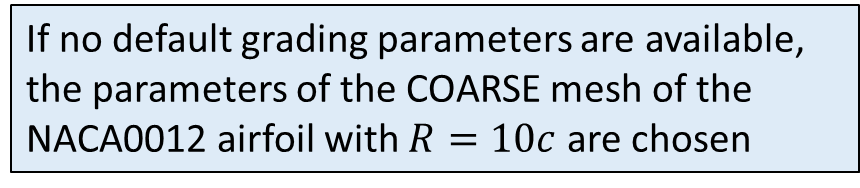 If no default grading parameters are available,
the parameters of the COARSE mesh of the
NACA0012 airfoil with R = 10c are chosen